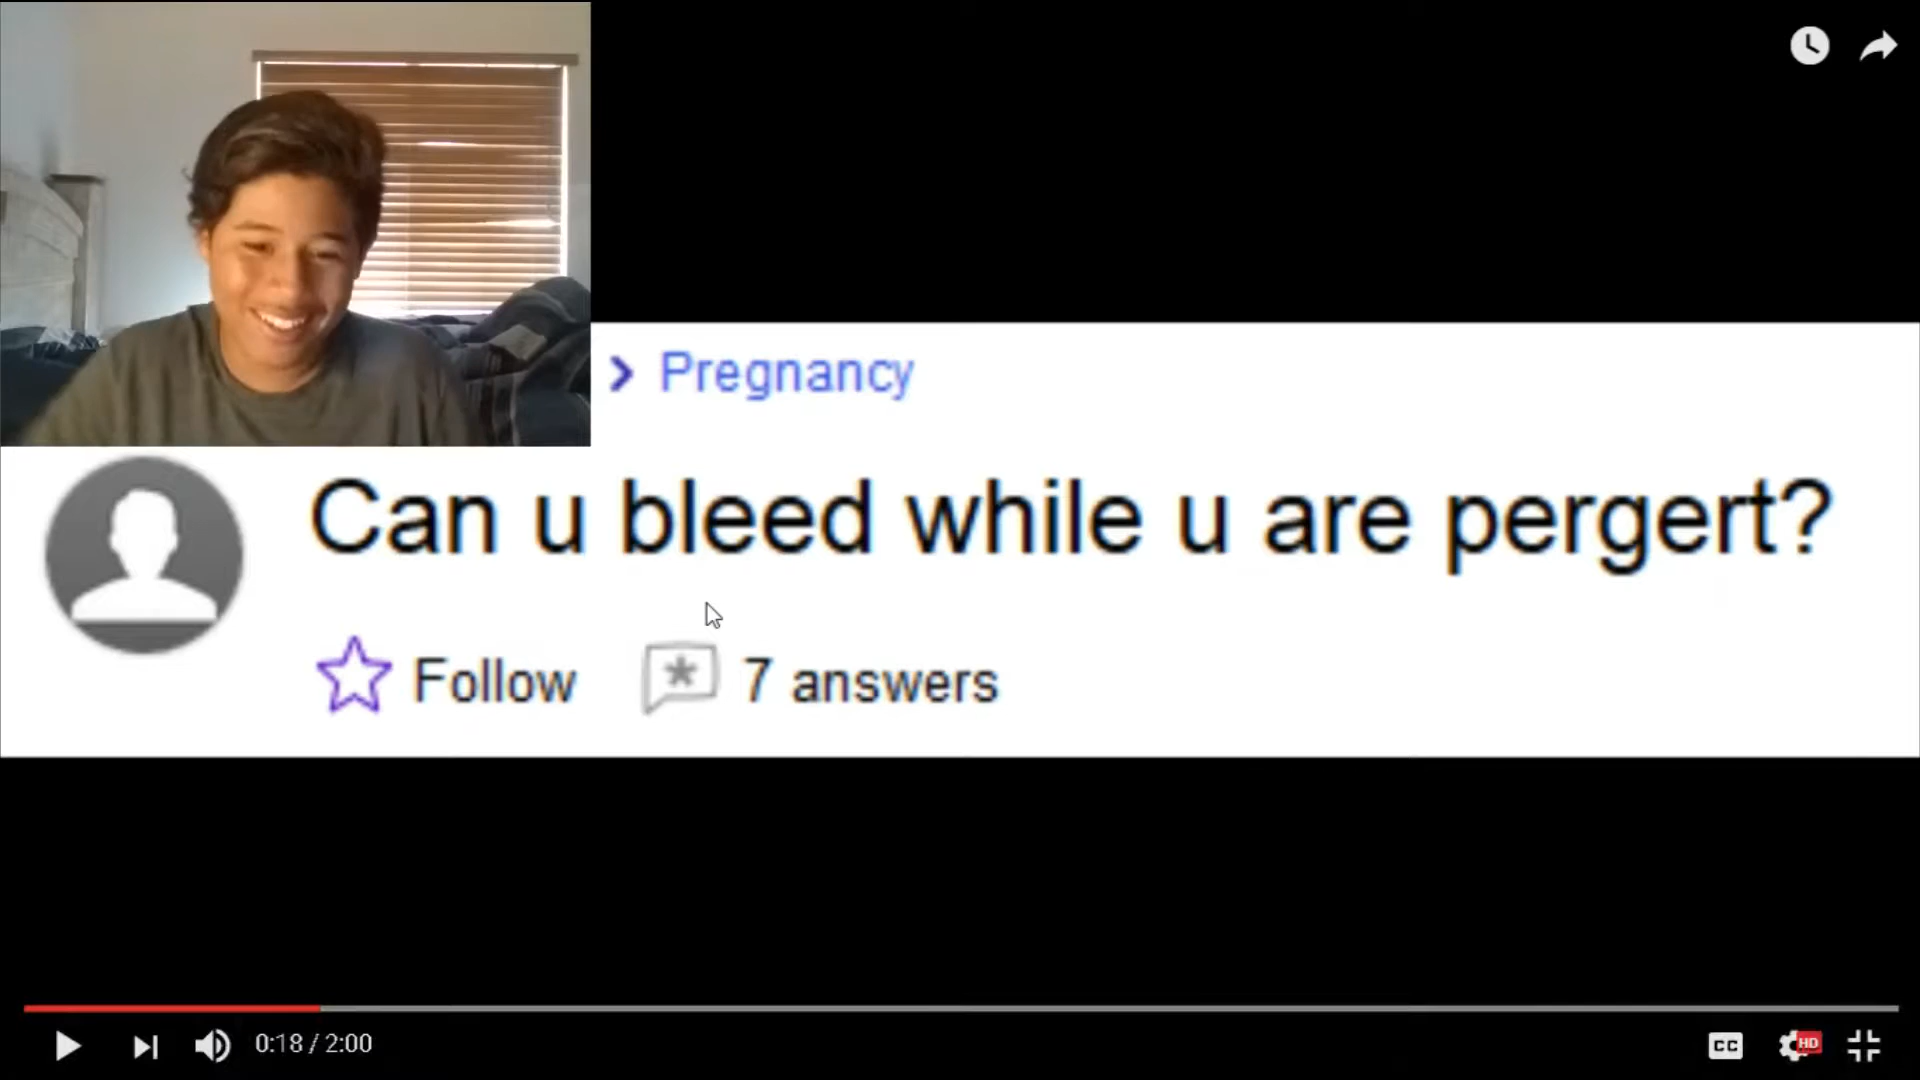 Pregnancy
Can u bleed while u are pergert?
Follow 7 answers
0:18 / 2:00 CC HD